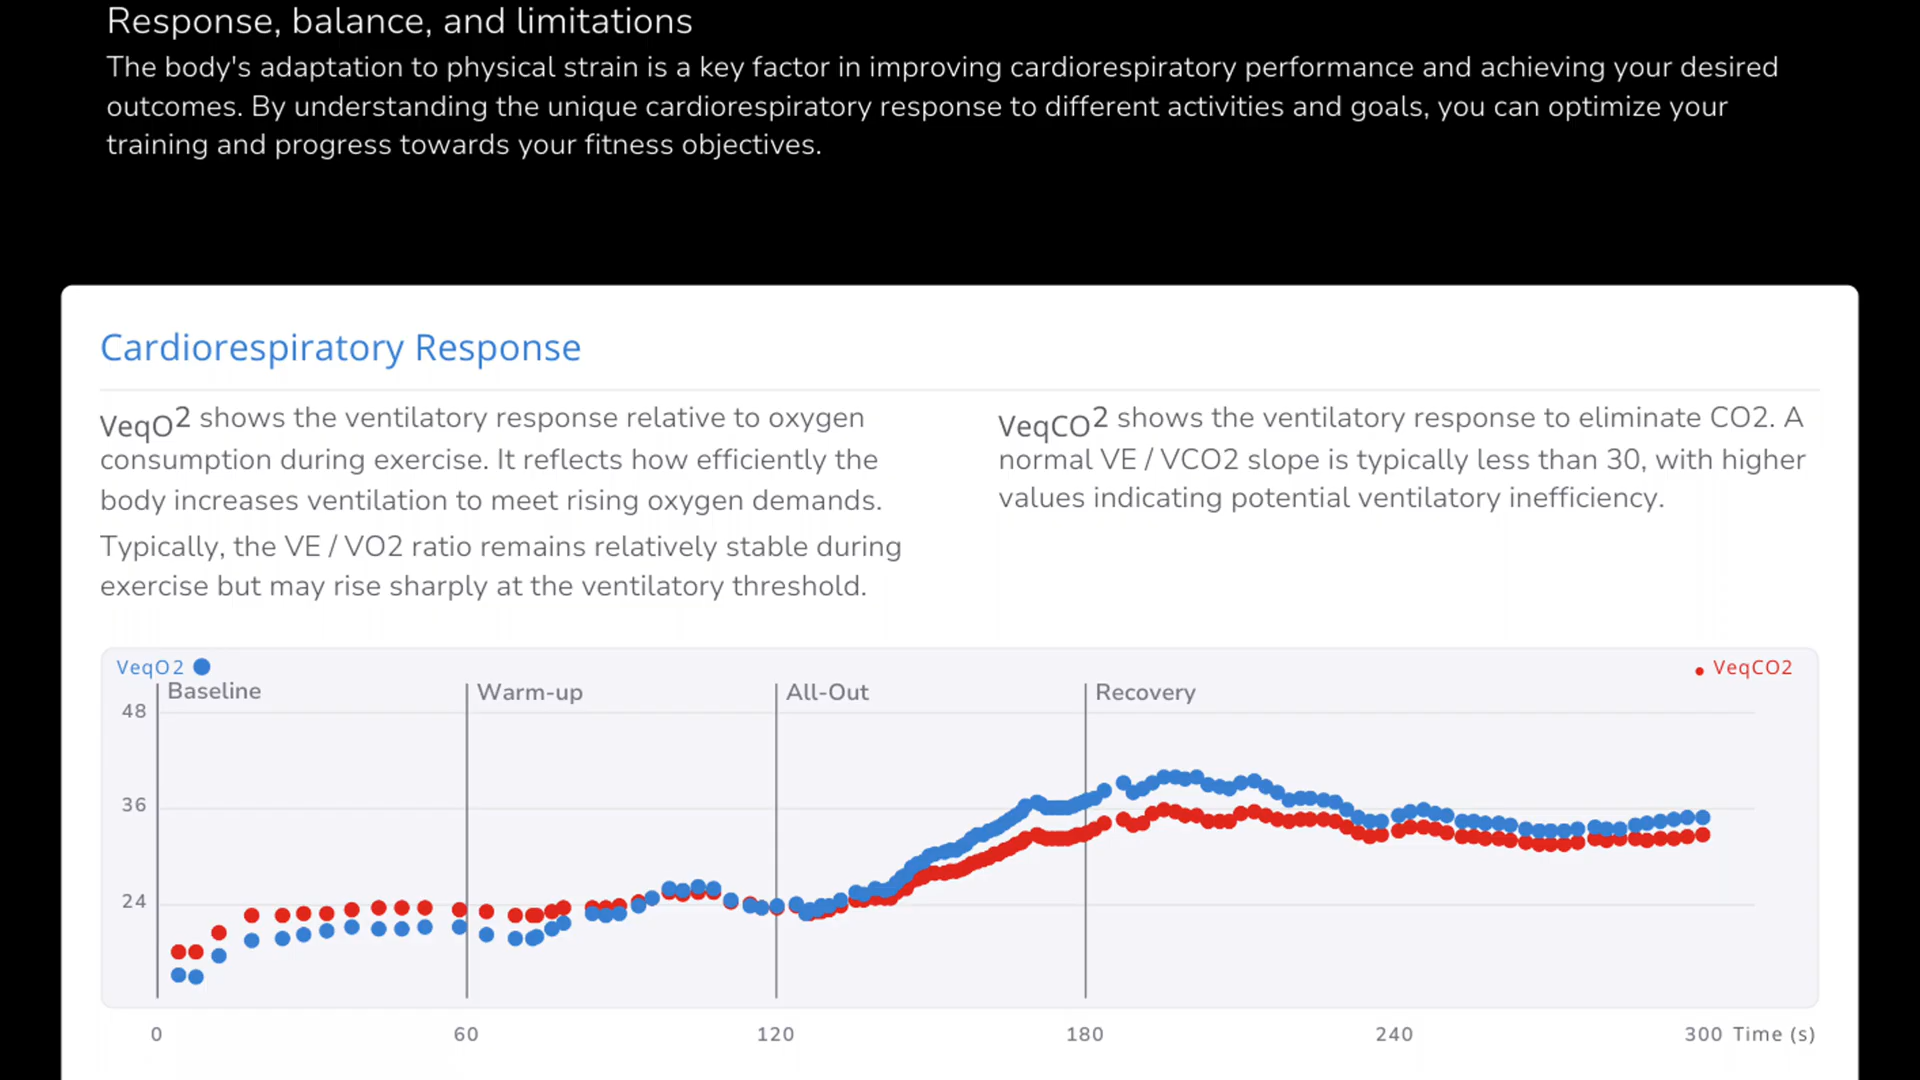 Response, balance, and limitations
The body's adaptation to physical strain is a key factor in improving cardiorespiratory performance and achieving your desired
outcomes. By understanding the unique cardiorespiratory response to different activities and goals, you can optimize your
training and progress towards your fitness objectives.
Cardiorespiratory Response
VeqO2 shows the ventilatory response relative to oxygen
consumption during exercise. It reflects how efficiently the
body increases ventilation to meet rising oxygen demands.
Typically, the VE / VO2 ratio remains relatively stable during
exercise but may rise sharply at the ventilatory threshold.
VeqCO2 shows the ventilatory response to eliminate CO2. A
normal VE / VCO2 slope is typically less than 30, with higher
values indicating potential ventilatory inefficiency.
VeqO2
VeqCO2
Baseline
Warm-up
All-Out
Recovery
48
36
24
0
60
120
180
240
300
Time (s)